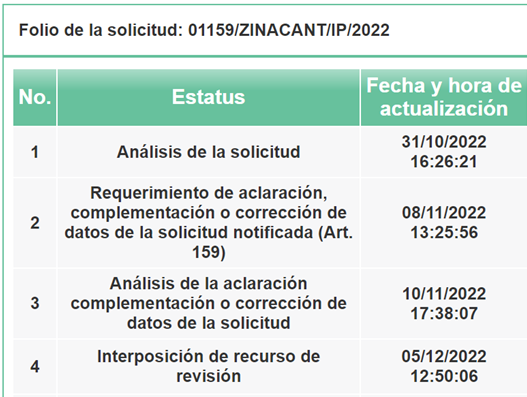 Folio de la solicitud: 01159/ZINACANT/IP/2022
No.
Estatus
Fecha y hora de
actualización
1
Análisis de la solicitud
31/10/2022
16:26:21
2
Requerimiento de aclaración,
complementación o corrección de
datos de la solicitud notificada (Art.
159)
08/11/2022
13:25:56
3
Análisis de la aclaración
complementación o corrección de
datos de la solicitud
10/11/2022
17:38:07
4
Interposición de recurso de
revisión
05/12/2022
12:50:06